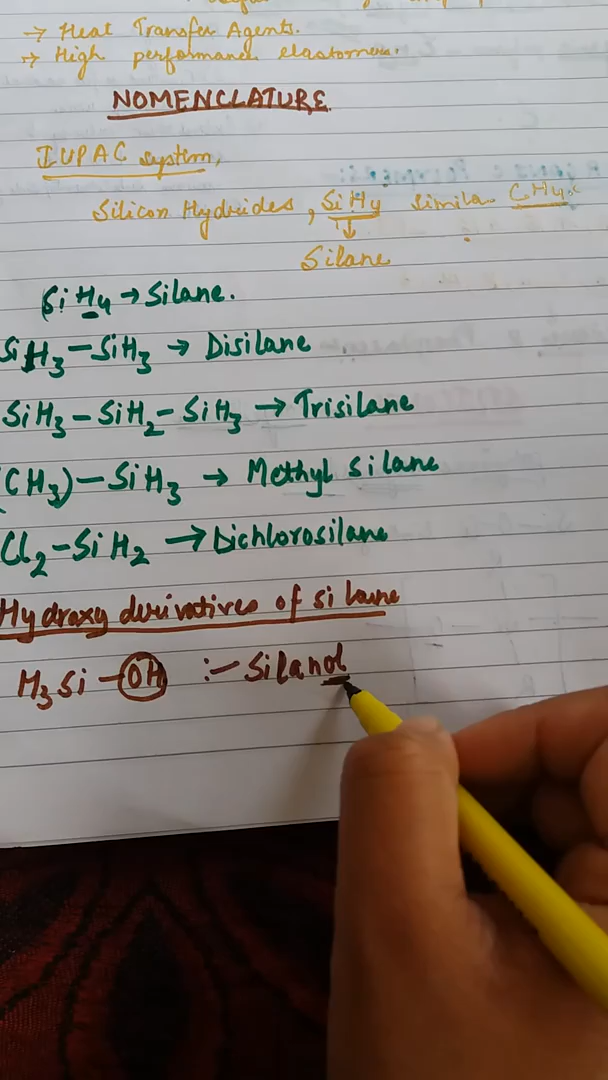 → Heat Transfer Agents.
→ High performance elastomers.
NOMENCLATURE
IUPAC system,
Silicon Hydrides, SiH4 similar CH4.
Silane
SiH4 → Silane.
SiH3 – SiH3 → Disilane
SiH3 – SiH2 – SiH3 → Trisilane
(CH3) – SiH3 → Methyl silane
Cl2 – SiH2 → Dichlorosilane
Hydroxy derivatives of silane
H3Si – OH :– Silanol